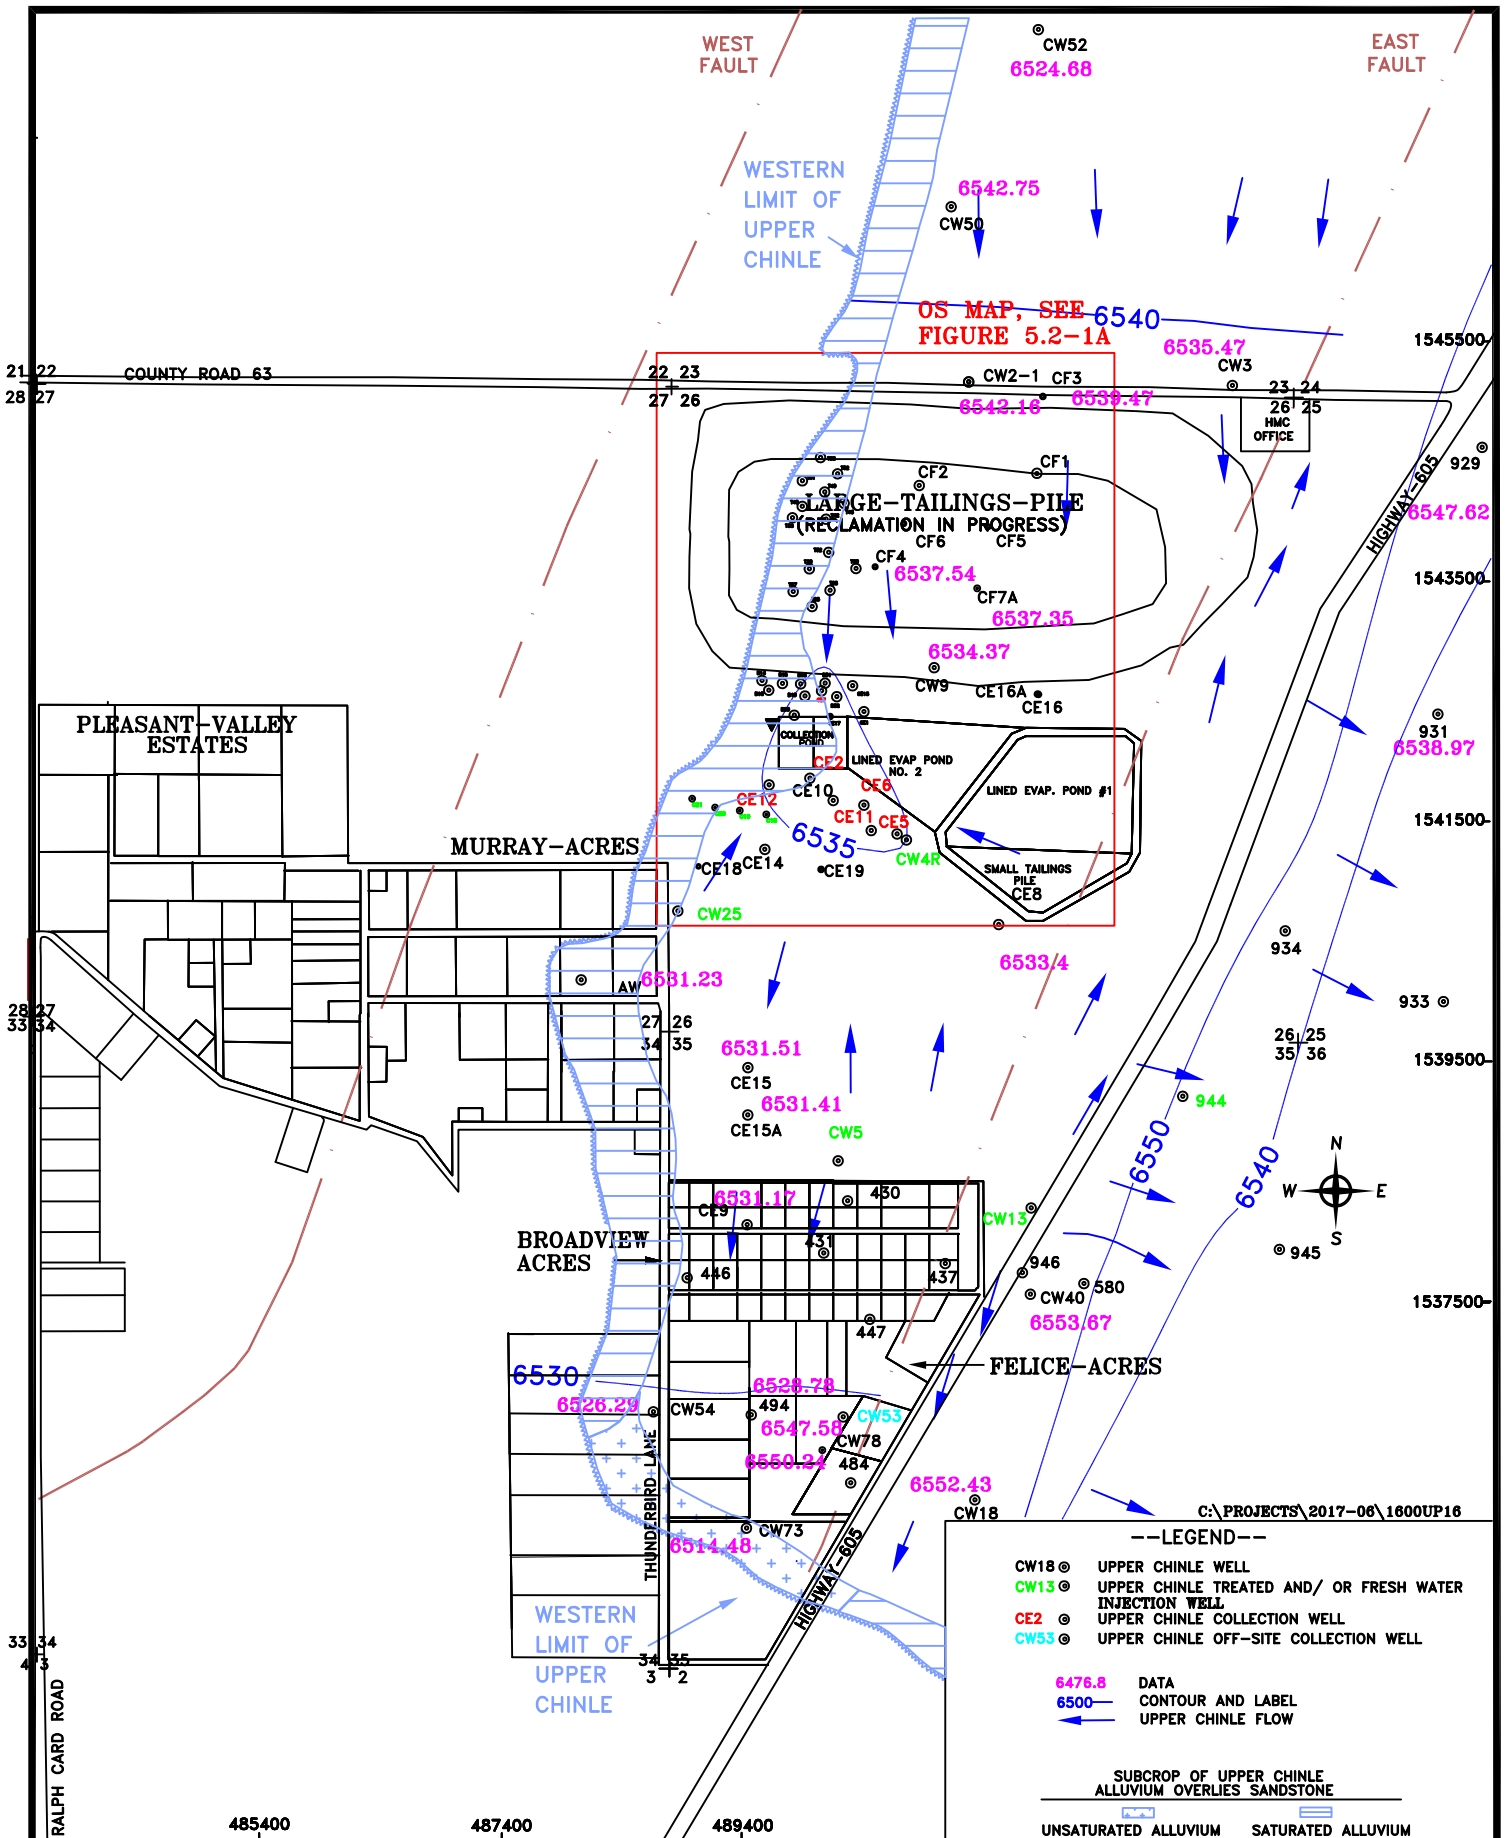 WEST
FAULT
EAST
FAULT
CW52
6524.68
WESTERN
LIMIT OF
UPPER
CHINLE
6542.75
CW50
OS MAP, SEE
FIGURE 5.2-1A
6540
6535.47
1545500
21 22
28 27
COUNTY ROAD 63
22 23
27 26
CW2-1
CF3
CW3
6542.16
6539.47
23 24
26 25
HMC
OFFICE
929
HIGHWAY-605
6547.62
CF2
CF1
LARGE-TAILINGS-PILE
(RECLAMATION IN PROGRESS)
CF6
CF5
CF4
6537.54
CF7A
6537.35
1543500
6534.37
CW9
CE16A
CE16
PLEASANT-VALLEY
ESTATES
931
6538.97
COLLECTION
POND
CE2
LINED EVAP POND
NO. 2
CE6
LINED EVAP. POND #1
CE10
CE12
CE11
CE5
6535
1541500
MURRAY-ACRES
CE18
CE14
CE19
CW4R
SMALL TAILINGS
PILE
CE8
CW25
934
6533.4
6531.23
AW
933
28 27
33 34
27 26
34 35
26 25
35 36
6531.51
CE15
1539500
6531.41
CE15A
CW5
944
6550
6540
N
W
E
S
6531.17
CE9
430
CW13
BROADVIEW
ACRES
431
446
437
946
945
580
CW40
1537500
6553.67
447
FELICE-ACRES
6530
6528.78
6526.29
CW54
494
CW53
6547.58
CW78
6550.24
484
THUNDERBIRD LANE
6552.43
CW18
CW73
6514.48
HIGHWAY-605
C:\PROJECTS\2017-06\1600UP16
--LEGEND--
CW18 UPPER CHINLE WELL
CW13 UPPER CHINLE TREATED AND/ OR FRESH WATER
INJECTION WELL
CE2 UPPER CHINLE COLLECTION WELL
CW53 UPPER CHINLE OFF-SITE COLLECTION WELL
WESTERN
LIMIT OF
UPPER
CHINLE
33 34
4 3
34 35
3 2
6476.8 DATA
6500 CONTOUR AND LABEL
UPPER CHINLE FLOW
RALPH CARD ROAD
SUBCROP OF UPPER CHINLE
ALLUVIUM OVERLIES SANDSTONE
UNSATURATED ALLUVIUM SATURATED ALLUVIUM
485400
487400
489400